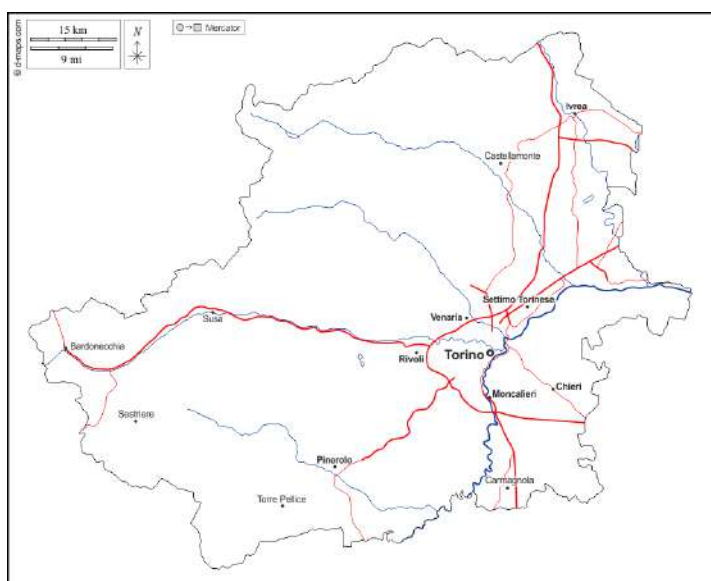 15 km
9 mi
N
Mercator
© d-maps.com
Ivrea
Castellamonte
Settimo Torinese
Venaria
Susa
Bardonecchia
Rivoli
Torino
Chieri
Moncalieri
Sestriere
Pinerolo
Carmagnola
Torre Pellice